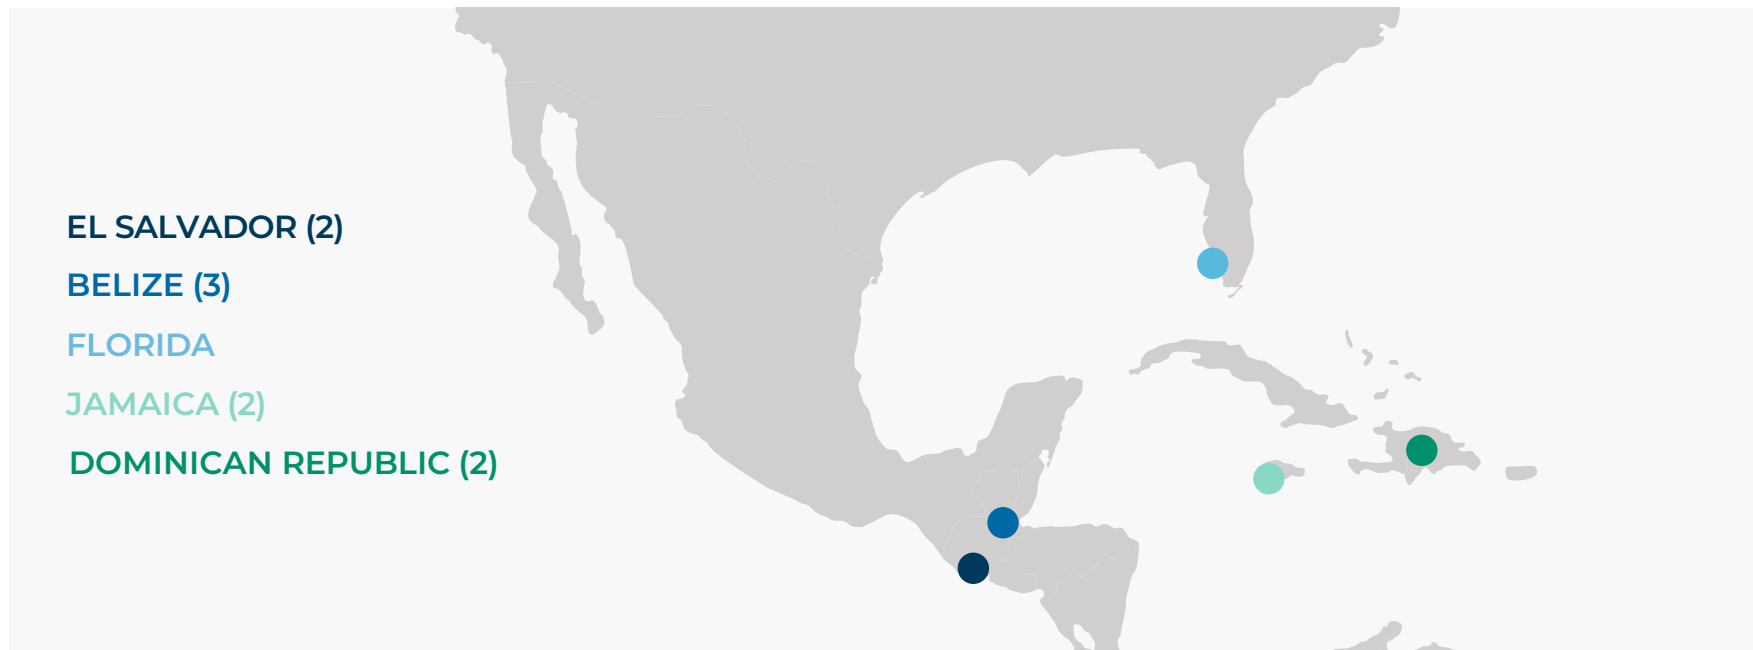 EL SALVADOR (2)
BELIZE (3)
FLORIDA
JAMAICA (2)
DOMINICAN REPUBLIC (2)